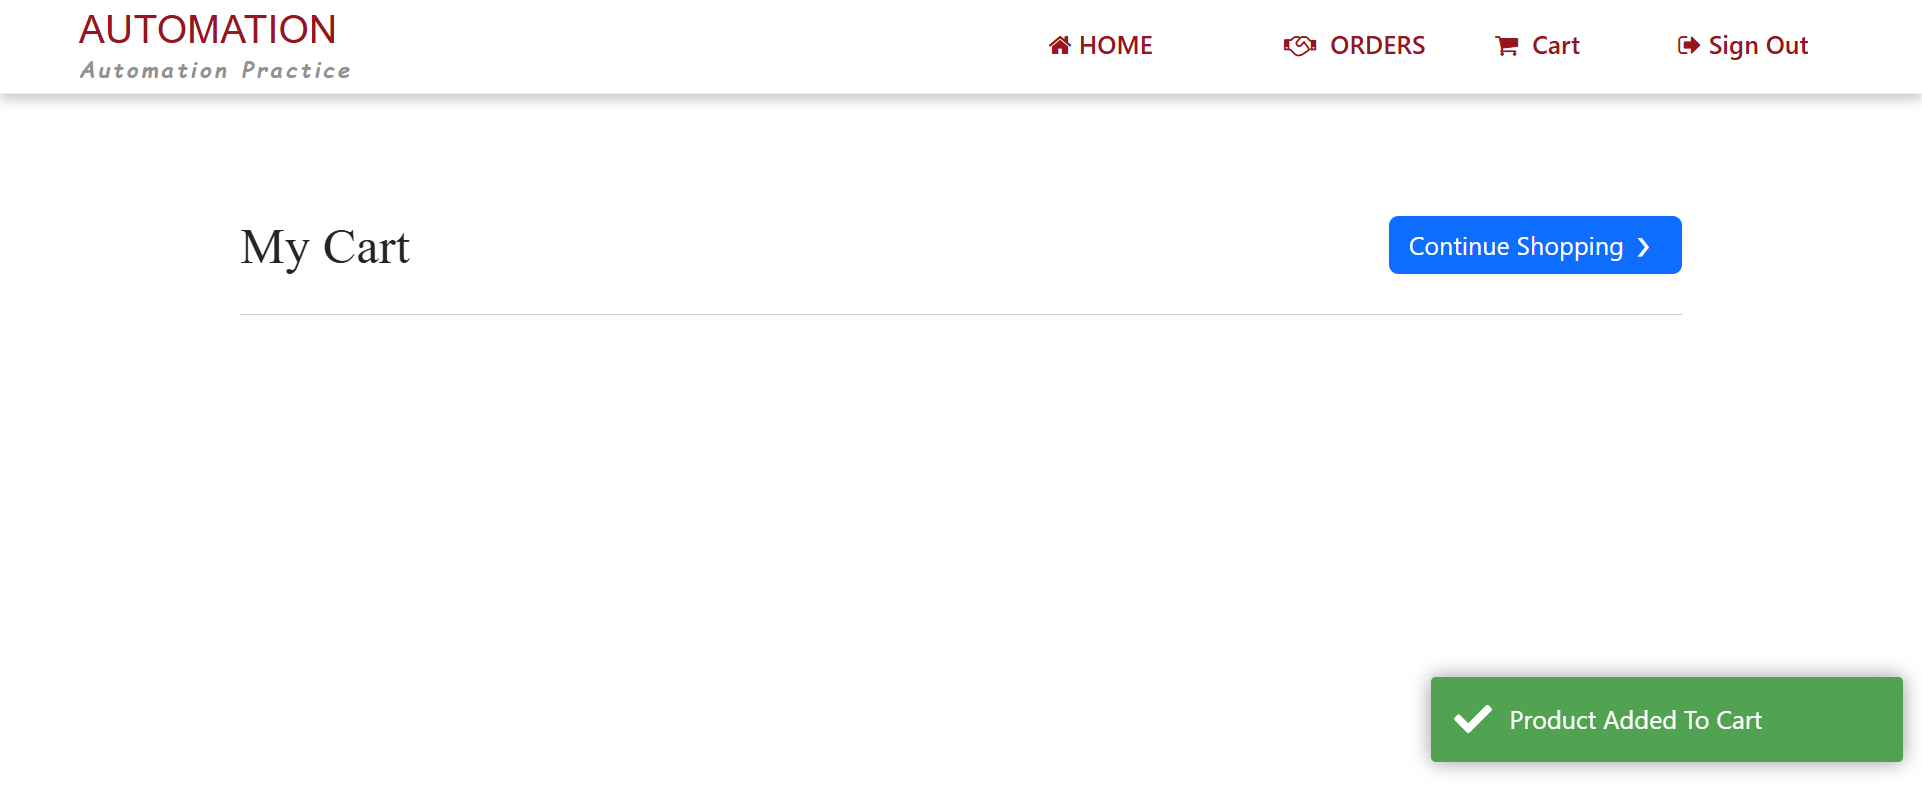 AUTOMATION
Automation Practice
HOME
ORDERS
Cart
Sign Out
My Cart
Continue Shopping ❯
Product Added To Cart